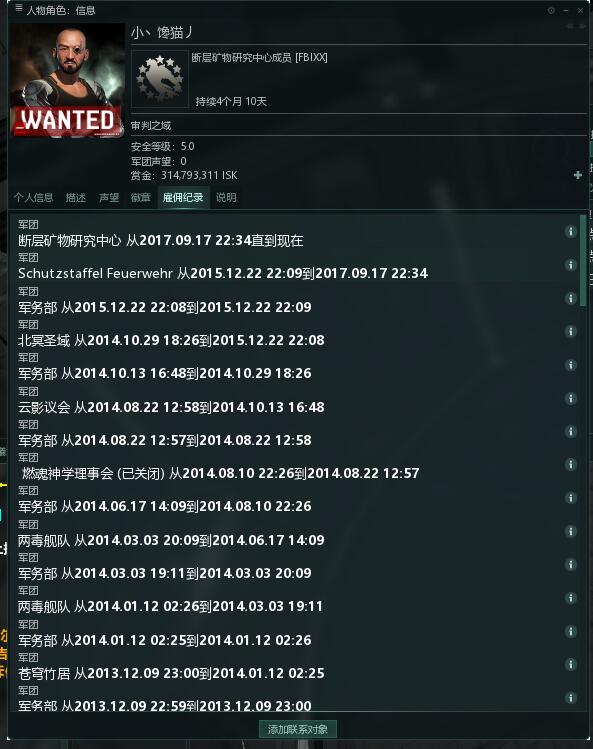 人物角色：信息
小丶馋猫丿
断层矿物研究中心成员 [FBIXX]
持续4个月 10天
WANTED
审判之域
安全等级：5.0
军团声望：0
赏金：314,793,311 ISK
个人信息 描述 声望 徽章 雇佣纪录 说明
军团
断层矿物研究中心 从2017.09.17 22:34直到现在
军团
Schutzstaffel Feuerwehr 从2015.12.22 22:09到2017.09.17 22:34
军团
军务部 从2015.12.22 22:08到2015.12.22 22:09
军团
北冥圣域 从2014.10.29 18:26到2015.12.22 22:08
军团
军务部 从2014.10.13 16:48到2014.10.29 18:26
军团
云影议会 从2014.08.22 12:58到2014.10.13 16:48
军团
军务部 从2014.08.22 12:57到2014.08.22 12:58
军团
燃魂神学理事会 (已关闭) 从2014.08.10 22:26到2014.08.22 12:57
军团
军务部 从2014.06.17 14:09到2014.08.10 22:26
军团
两毒舰队 从2014.03.03 20:09到2014.06.17 14:09
军团
军务部 从2014.03.03 19:11到2014.03.03 20:09
军团
两毒舰队 从2014.01.12 02:26到2014.03.03 19:11
军团
军务部 从2014.01.12 02:25到2014.01.12 02:26
军团
苍穹竹居 从2013.12.09 23:00到2014.01.12 02:25
军团
军务部 从2013.12.09 22:59到2013.12.09 23:00
添加联系对象